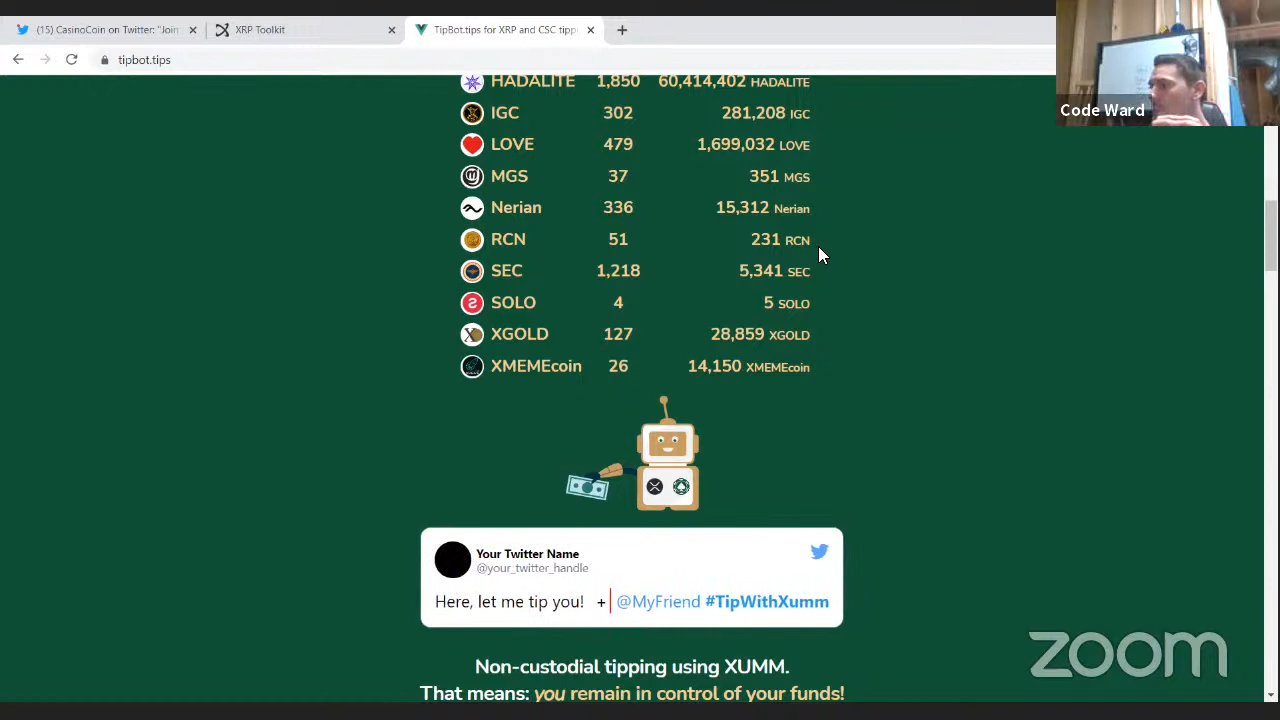 (15) CasinoCoin on Twitter: "Join
XRP Toolkit
TipBot.tips for XRP and CSC tipp
tipbot.tips
Code Ward
HADALITE 1,850 60,414,402 HADALITE
IGC 302 281,208 IGC
LOVE 479 1,699,032 LOVE
MGS 37 351 MGS
Nerian 336 15,312 Nerian
RCN 51 231 RCN
SEC 1,218 5,341 SEC
SOLO 4 5 SOLO
XGOLD 127 28,859 XGOLD
XMEMEcoin 26 14,150 XMEMEcoin
Your Twitter Name
@your_twitter_handle
Here, let me tip you! + @MyFriend #TipWithXumm
Non-custodial tipping using XUMM.
That means: you remain in control of your funds!
zoom